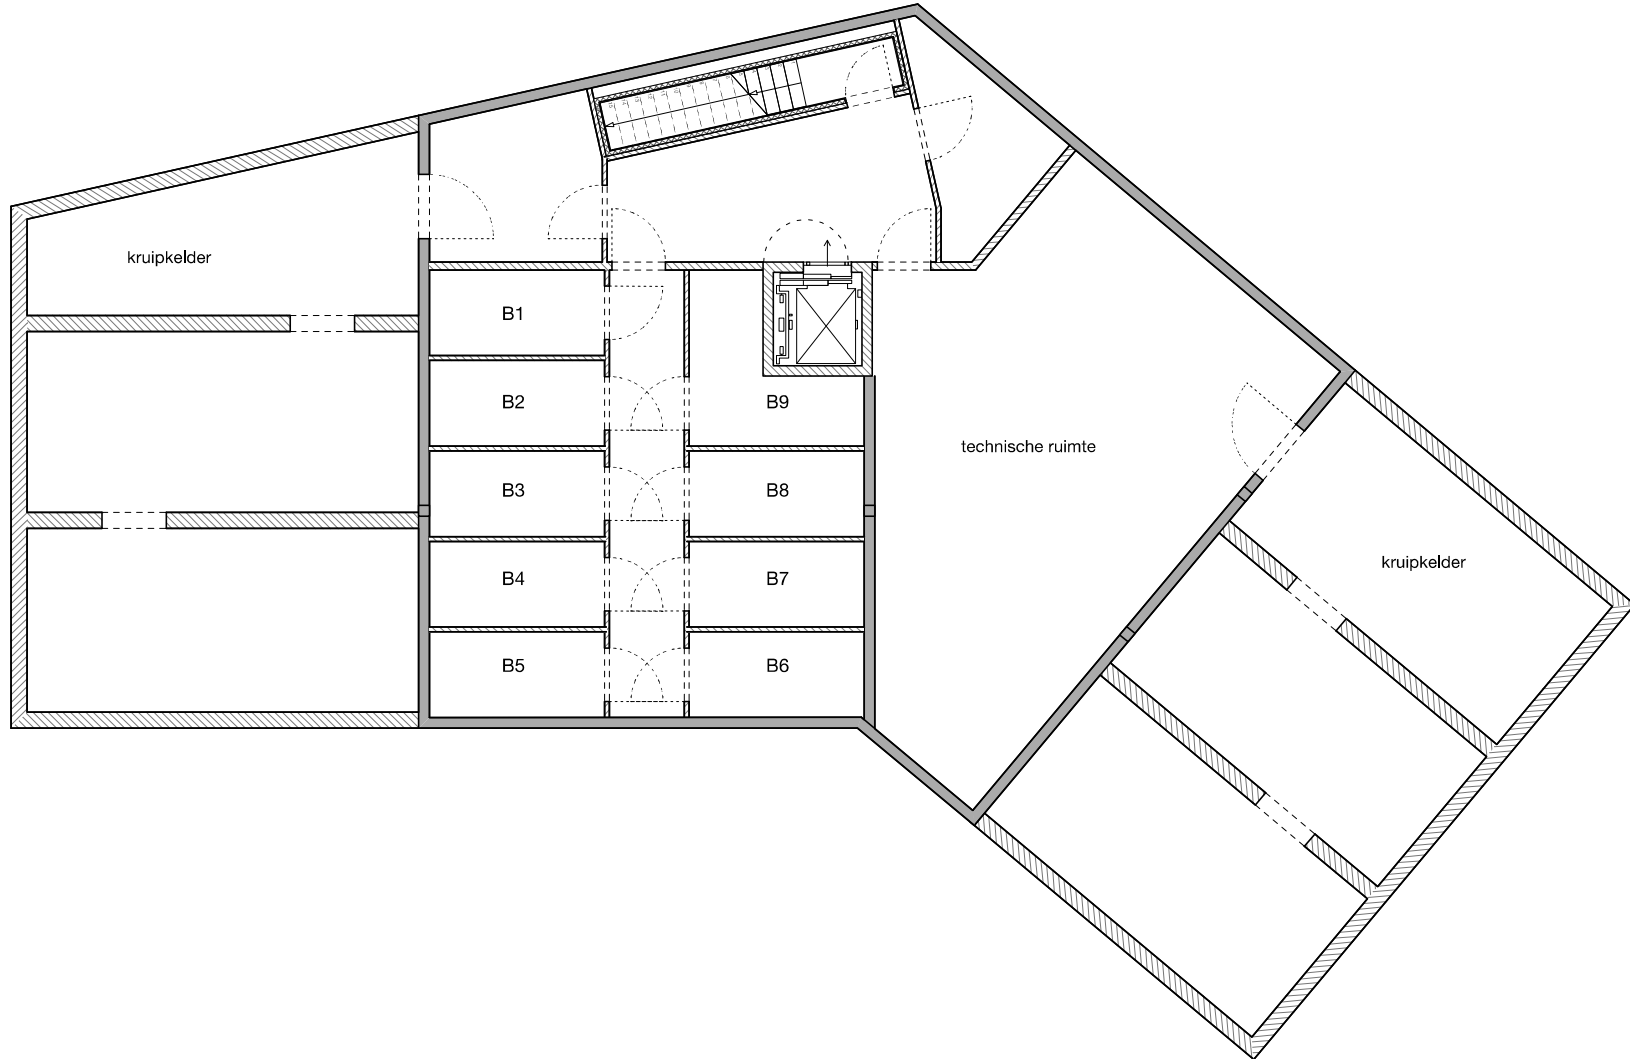 kruipkelder
B1
B2
B9
technische ruimte
B3
B8
kruipkelder
B4
B7
B5
B6